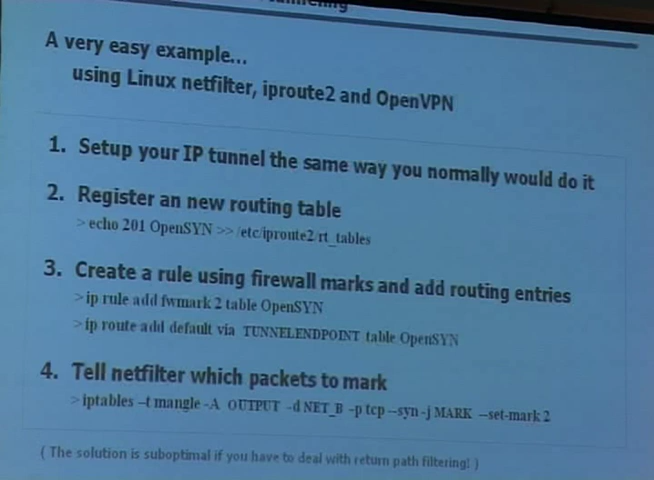 A very easy example...
using Linux netfilter, iproute2 and OpenVPN
1. Setup your IP tunnel the same way you normally would do it
2. Register an new routing table
> echo 201 OpenSYN >> /etc/iproute2/rt_tables
3. Create a rule using firewall marks and add routing entries
> ip rule add fwmark 2 table OpenSYN
> ip route add default via TUNNELENDPOINT table OpenSYN
4. Tell netfilter which packets to mark
> iptables –t mangle -A OUTPUT -d NET_B -p tcp --syn -j MARK --set-mark 2
( The solution is suboptimal if you have to deal with return path filtering! )